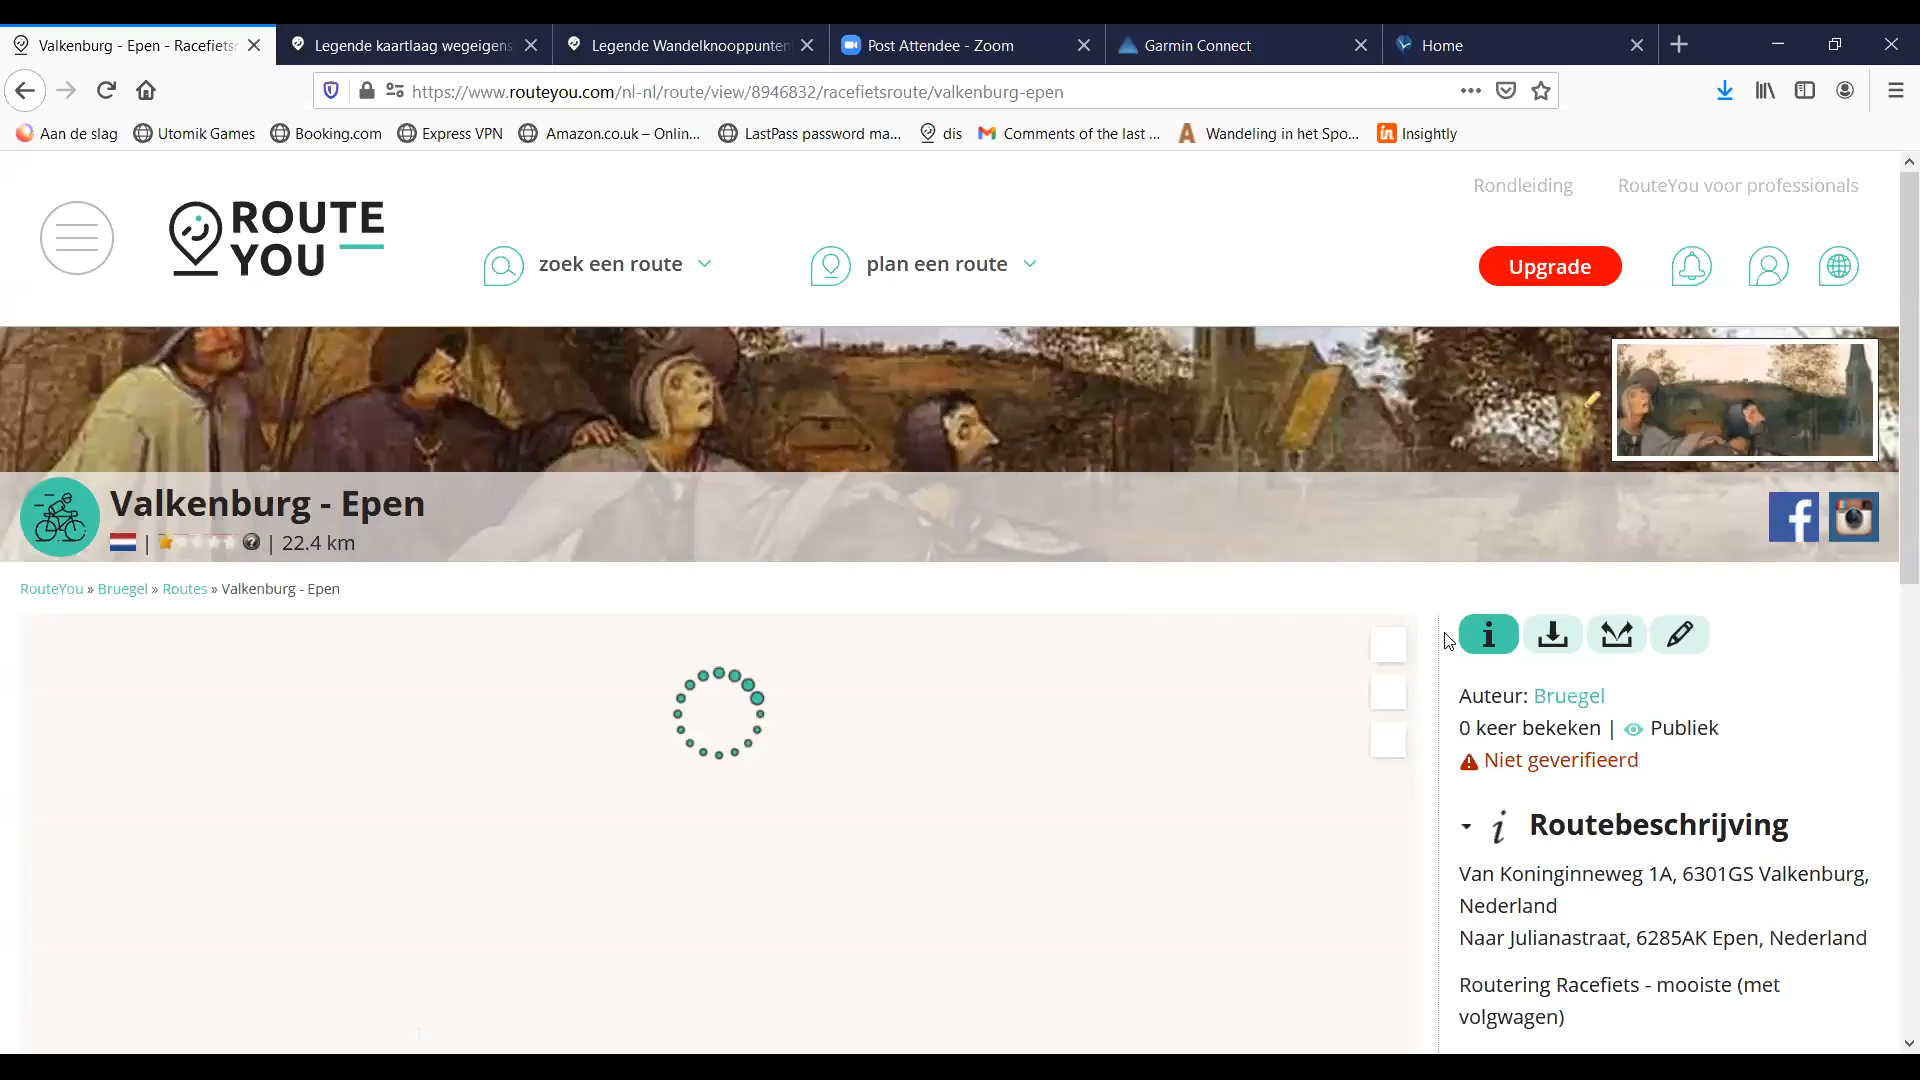 Valkenburg - Epen - Racefiets
Legende kaartlaag wegeigens
Legende Wandelknooppunten
Post Attendee - Zoom
Garmin Connect
Home
https://www.routeyou.com/nl-nl/route/view/8946832/racefietsroute/valkenburg-epen
Aan de slag
Utomik Games
Booking.com
Express VPN
Amazon.co.uk – Onlin...
LastPass password ma...
dis
Comments of the last ...
Wandeling in het Spo...
Insightly
Rondleiding
RouteYou voor professionals
ROUTE
YOU
zoek een route
plan een route
Upgrade
Valkenburg - Epen
| | 22.4 km
RouteYou » Bruegel » Routes » Valkenburg - Epen
Auteur: Bruegel
0 keer bekeken | Publiek
Niet geverifieerd
Routebeschrijving
Van Koninginneweg 1A, 6301GS Valkenburg,
Nederland
Naar Julianastraat, 6285AK Epen, Nederland
Routering Racefiets - mooiste (met
volgwagen)